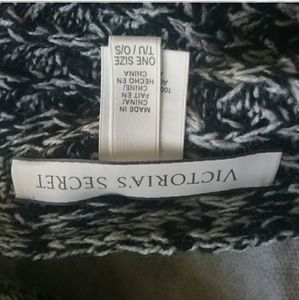 VICTORIA'S SECRET
ONE SIZE
T/U / O/S
MADE IN
CHINA/
FAIT EN
CHINE/
HECHO EN
CHINA